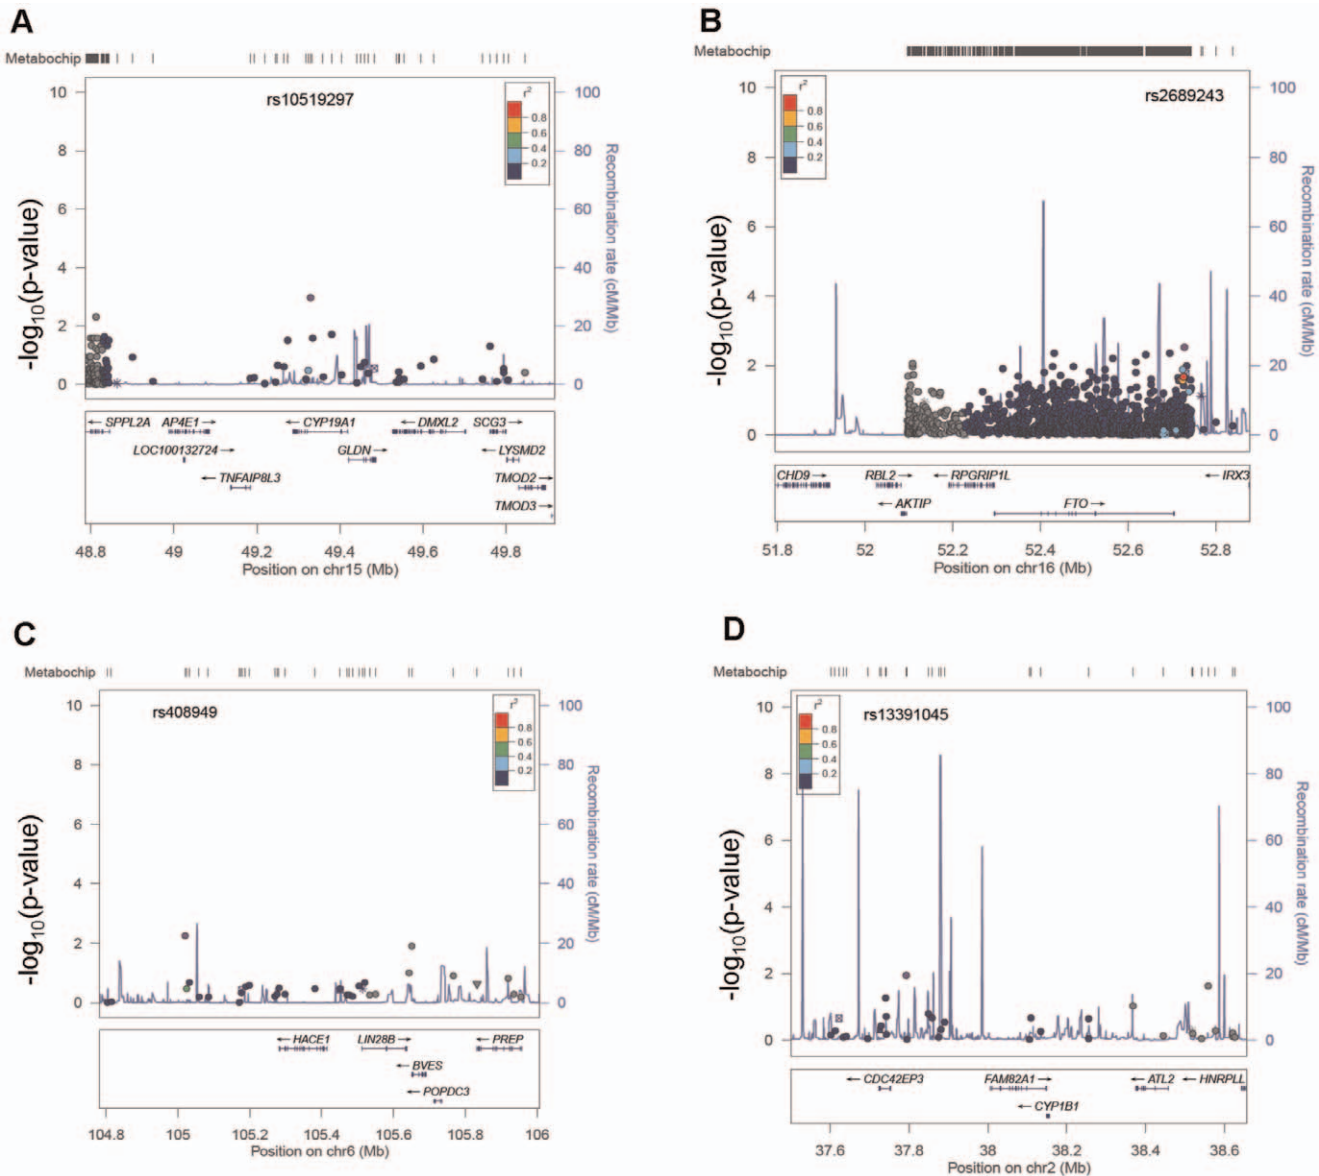 A
Metabochip
rs10519297
r2
0.8
0.6
0.4
0.2
10
8
6
4
2
0
100
80
60
40
20
0
-log10(p-value)
Recombination rate (cM/Mb)
SPPL2A AP4E1 CYP19A1 DMXL2 SCG3
LOC100132724 GLDN LYSMD2
TNFAIP8L3 TMOD2
TMOD3
48.8 49 49.2 49.4 49.6 49.8
Position on chr15 (Mb)
B
Metabochip
r2
0.8
0.6
0.4
0.2
rs2689243
10
8
6
4
2
0
100
80
60
40
20
0
-log10(p-value)
Recombination rate (cM/Mb)
CHD9 RBL2 RPGRIP1L IRX3
AKTIP FTO
51.8 52 52.2 52.4 52.6 52.8
Position on chr16 (Mb)
C
Metabochip
rs408949
r2
0.8
0.6
0.4
0.2
10
8
6
4
2
0
100
80
60
40
20
0
-log10(p-value)
Recombination rate (cM/Mb)
HACE1 LIN28B PREP
BVES
POPDC3
104.8 105 105.2 105.4 105.6 105.8 106
Position on chr6 (Mb)
D
Metabochip
r2
0.8
0.6
0.4
0.2
rs13391045
10
8
6
4
2
0
100
80
60
40
20
0
-log10(p-value)
Recombination rate (cM/Mb)
CDC42EP3 FAM82A1 ATL2 HNRPLL
CYP1B1
37.6 37.8 38 38.2 38.4 38.6
Position on chr2 (Mb)